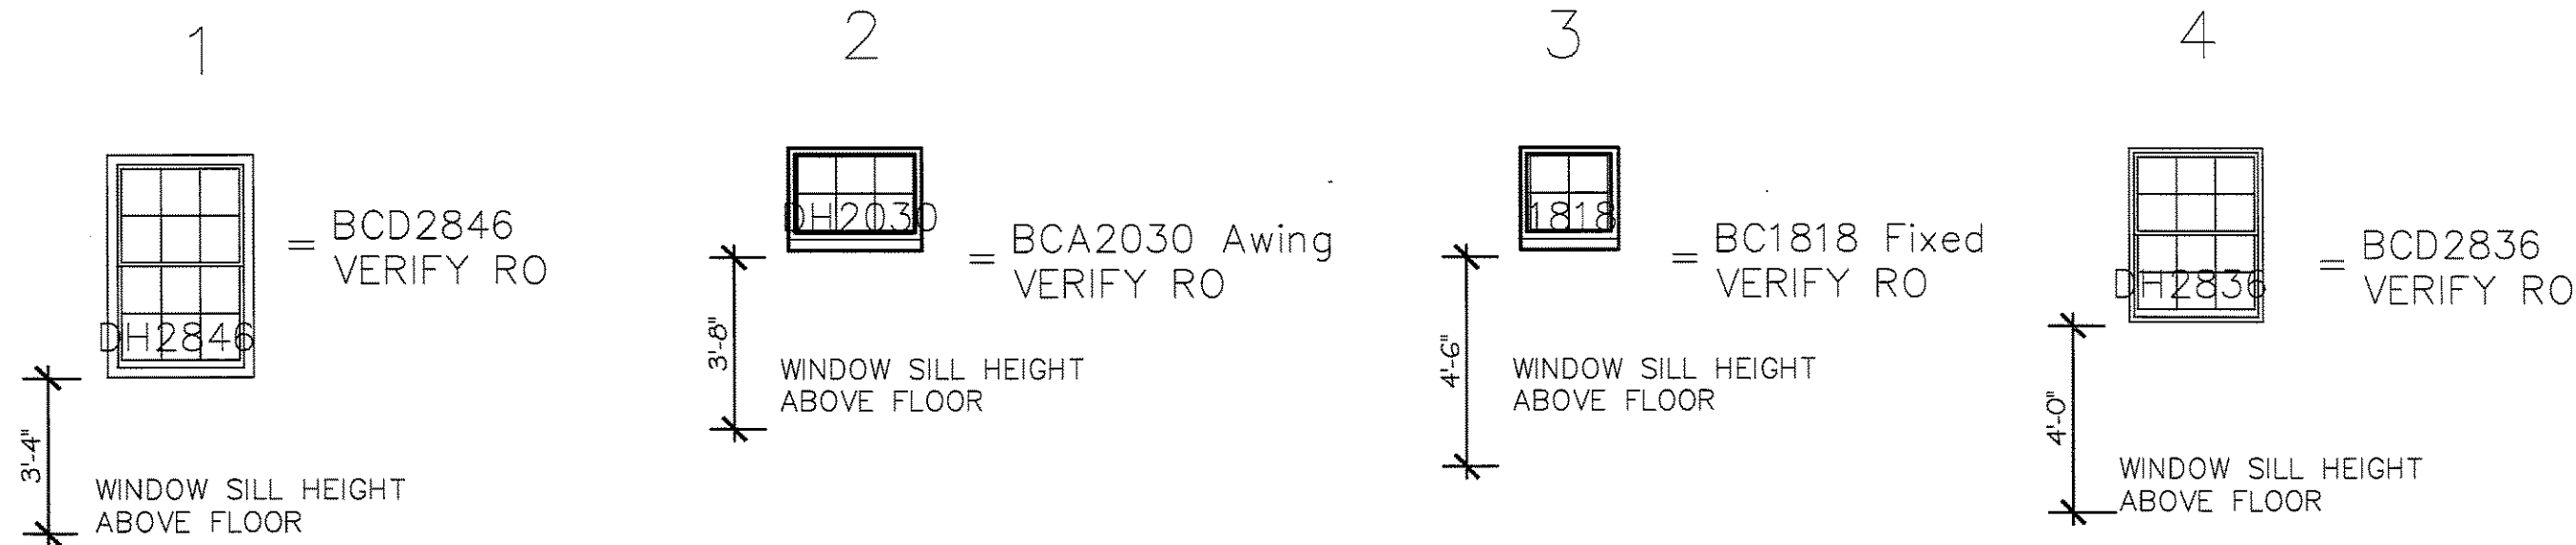 1
DH2846
= BCD2846
VERIFY RO
3'-4"
WINDOW SILL HEIGHT
ABOVE FLOOR
2
DH2030
= BCA2030 Awing
VERIFY RO
3'-8"
WINDOW SILL HEIGHT
ABOVE FLOOR
3
1818
= BC1818 Fixed
VERIFY RO
4'-6"
WINDOW SILL HEIGHT
ABOVE FLOOR
4
DH2836
= BCD2836
VERIFY RO
4'-0"
WINDOW SILL HEIGHT
ABOVE FLOOR